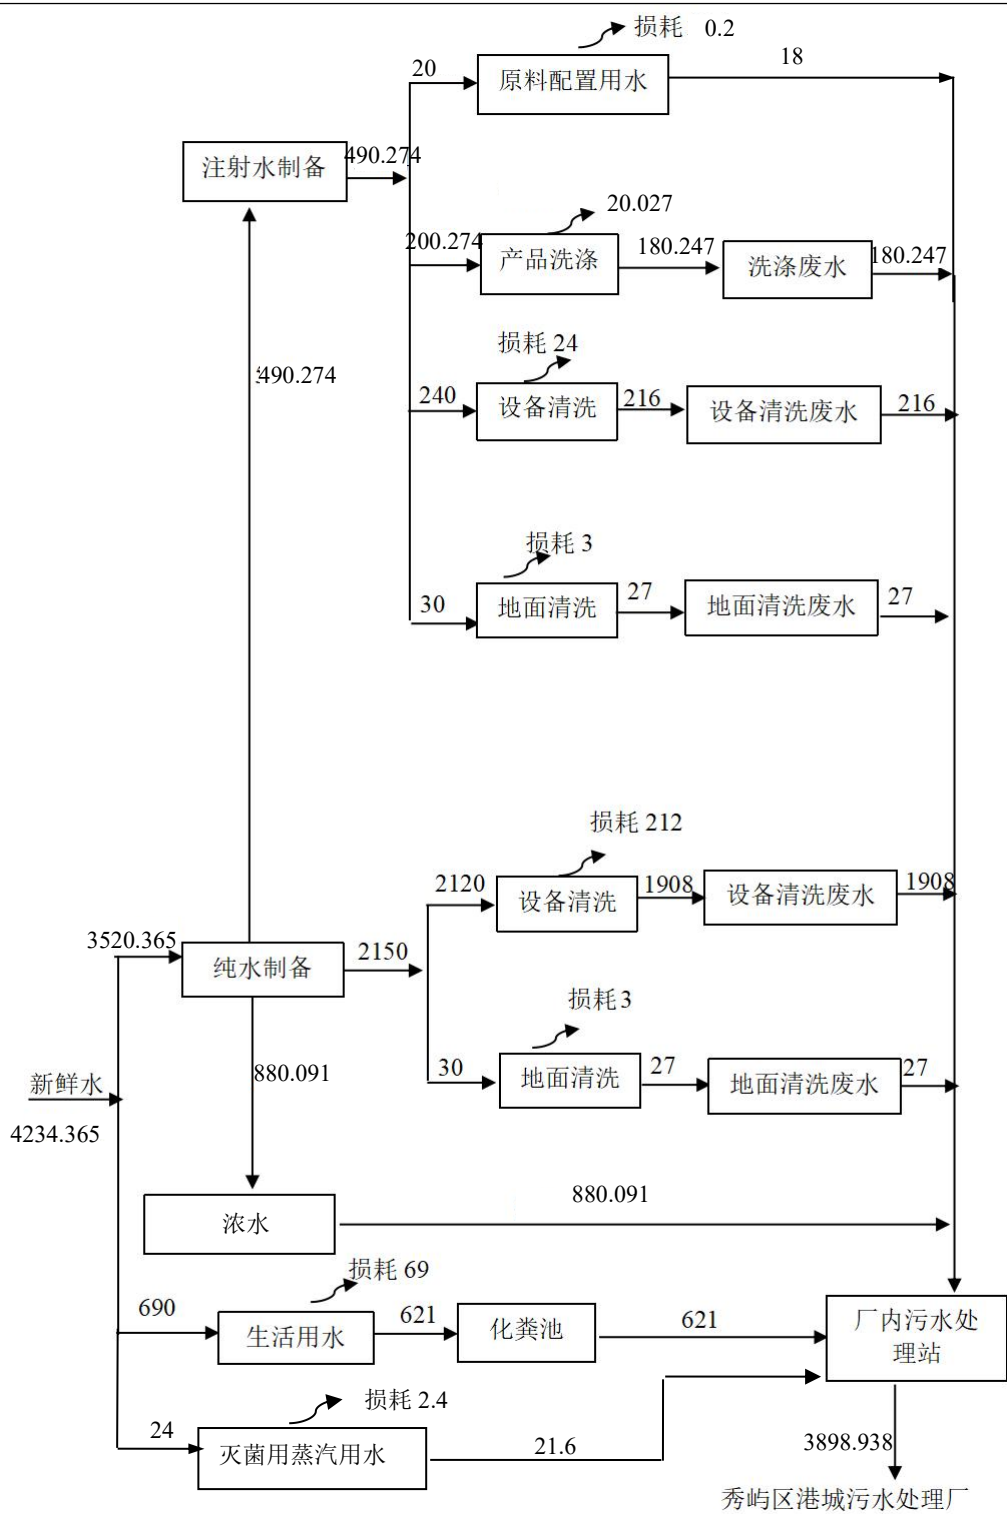 损耗 0.2
20
原料配置用水
18
注射水制备
490.274
20.027
200.274
产品洗涤
180.247
洗涤废水
180.247
损耗 24
490.274
240
设备清洗
216
设备清洗废水
216
损耗 3
30
地面清洗
27
地面清洗废水
27
损耗 212
2120
设备清洗
1908
设备清洗废水
1908
3520.365
纯水制备
2150
损耗 3
30
地面清洗
27
地面清洗废水
27
新鲜水
880.091
4234.365
880.091
浓水
损耗 69
690
生活用水
621
化粪池
621
厂内污水处
理站
损耗 2.4
24
灭菌用蒸汽用水
21.6
3898.938
秀屿区港城污水处理厂